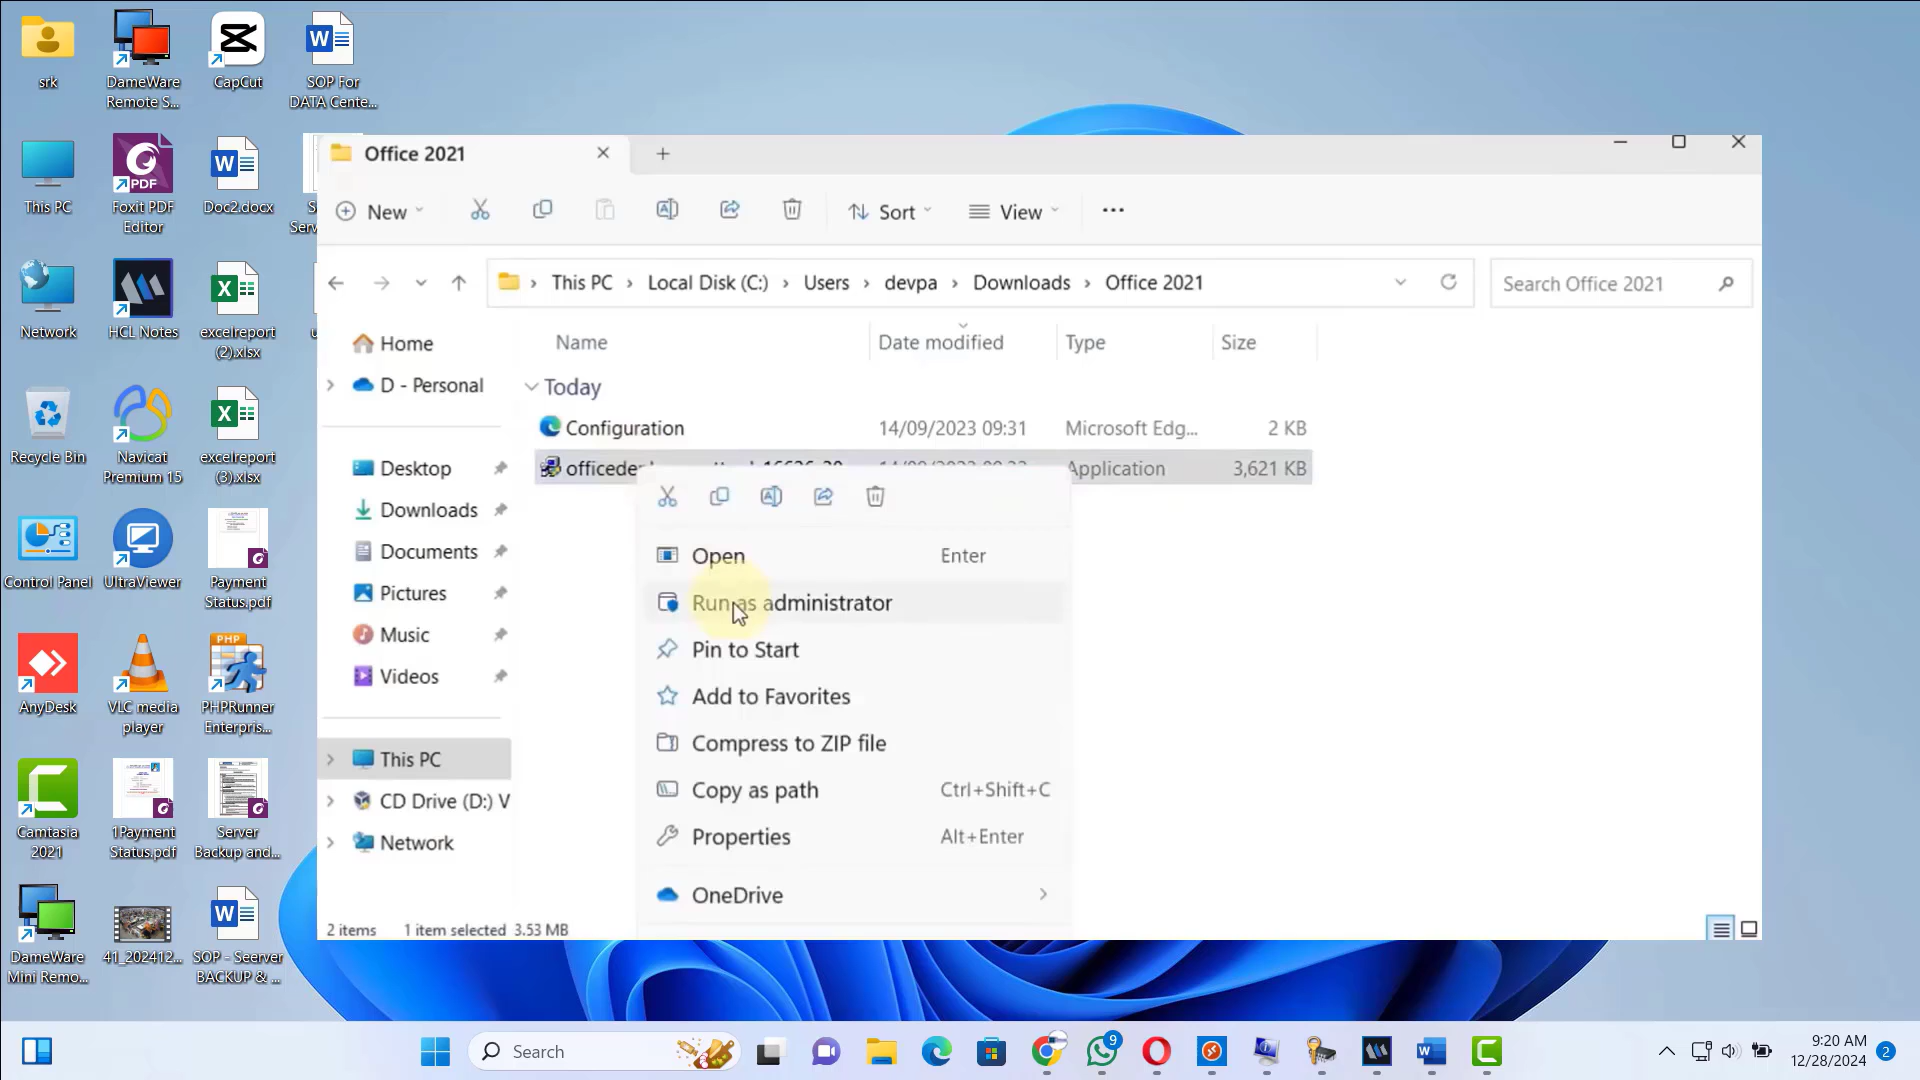 srk
DameWare
Remote S...
CapCut
SOP For
DATA Cente...
This PC
Foxit PDF
Editor
PDF
Doc2.docx
Network
HCL Notes
excelreport
(2).xlsx
Recycle Bin
Navicat
Premium 15
excelreport
(3).xlsx
Control Panel
UltraViewer
Payment
Status.pdf
AnyDesk
VLC media
player
PHP
PHPRunner
Enterpris...
Camtasia
2021
1Payment
Status.pdf
Server
Backup and...
DameWare
Mini Remo...
41_202412...
SOP - Seerver
BACKUP & ...
Office 2021
New
Sort
View
This PC
Local Disk (C:)
Users
devpa
Downloads
Office 2021
Search Office 2021
Name
Date modified
Type
Size
Home
D - Personal
Desktop
Downloads
Documents
Pictures
Music
Videos
This PC
CD Drive (D:) V
Network
Today
Configuration
14/09/2023 09:31
Microsoft Edg...
2 KB
Application
3,621 KB
Open
Enter
Run as administrator
Pin to Start
Add to Favorites
Compress to ZIP file
Copy as path
Ctrl+Shift+C
Properties
Alt+Enter
OneDrive
2 items
1 item selected 3.53 MB
Search
9
9:20 AM
12/28/2024
2